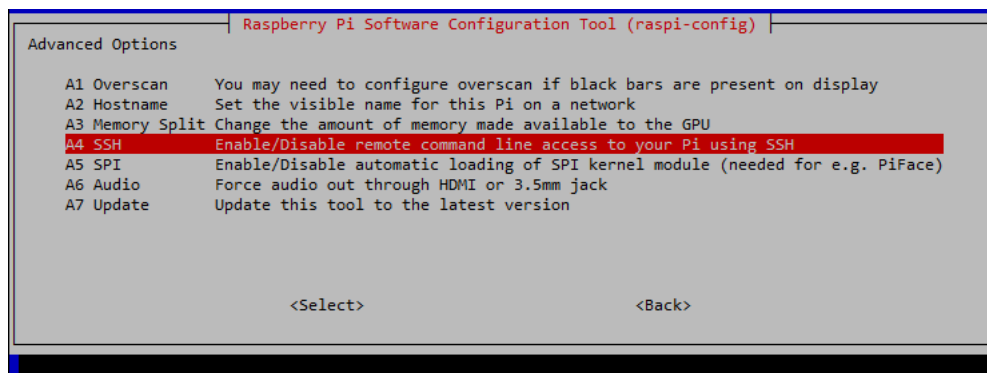 Raspberry Pi Software Configuration Tool (raspi-config)
Advanced Options
A1 Overscan You may need to configure overscan if black bars are present on display
A2 Hostname Set the visible name for this Pi on a network
A3 Memory Split Change the amount of memory made available to the GPU
A4 SSH Enable/Disable remote command line access to your Pi using SSH
A5 SPI Enable/Disable automatic loading of SPI kernel module (needed for e.g. PiFace)
A6 Audio Force audio out through HDMI or 3.5mm jack
A7 Update Update this tool to the latest version
<Select> <Back>